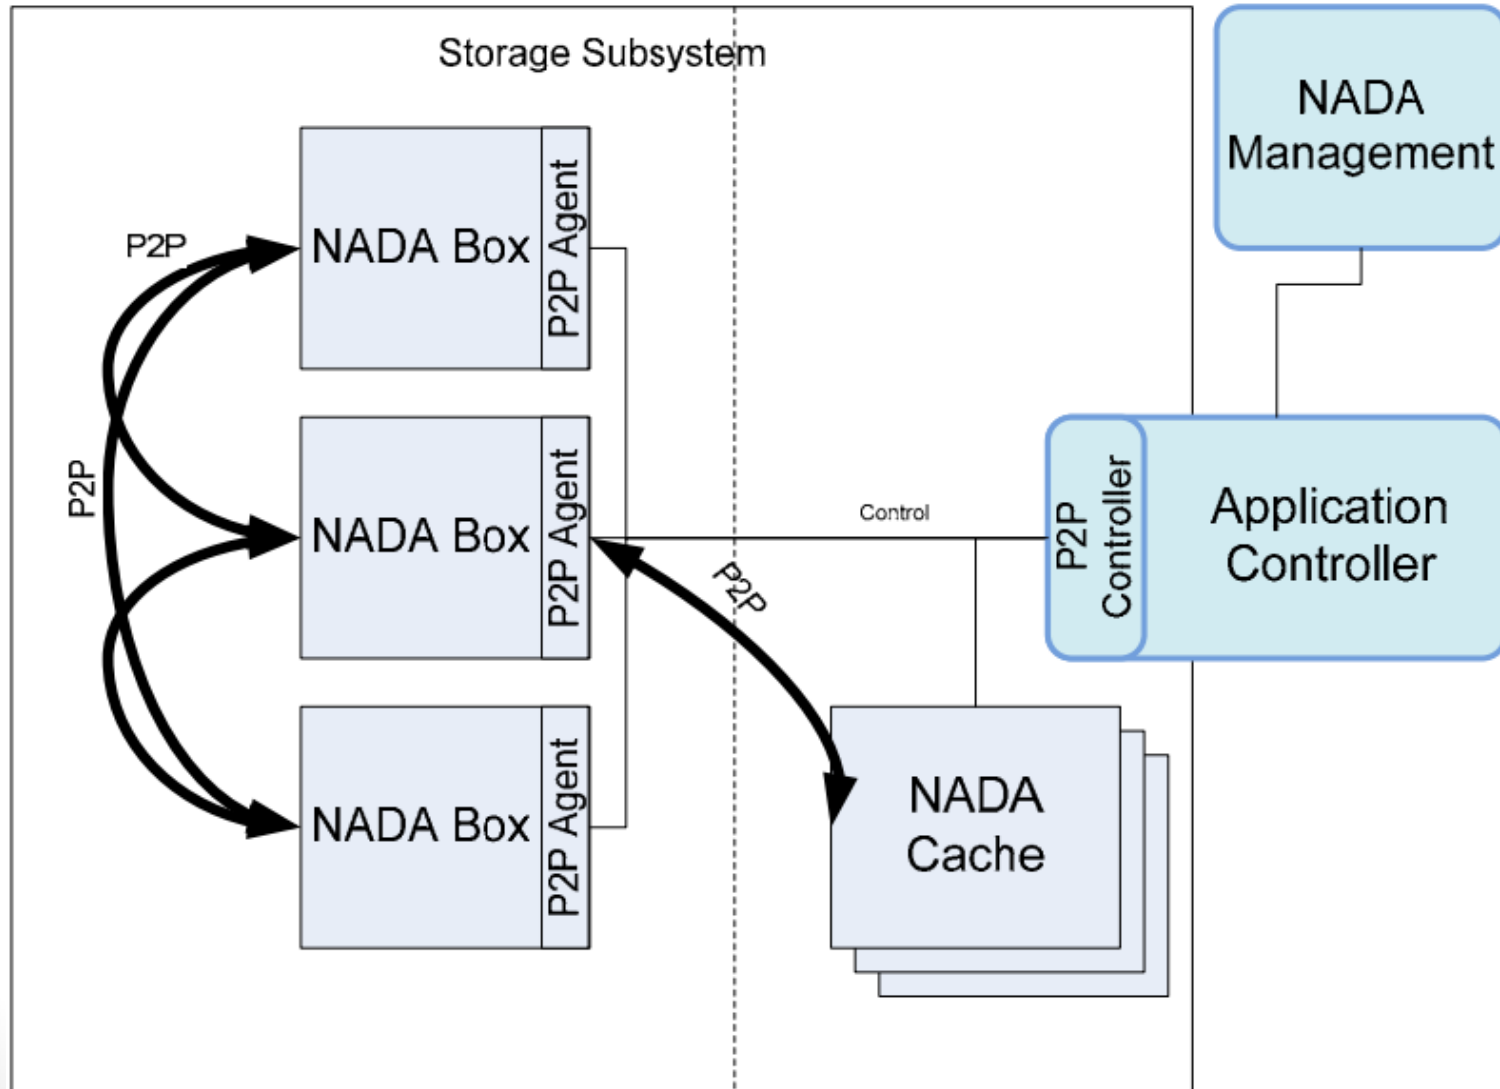 Storage Subsystem
NADA
Management
P2P
NADA Box
P2P Agent
P2P
NADA Box
P2P Agent
Control
P2P
P2P
Controller
Application
Controller
NADA Box
P2P Agent
NADA
Cache